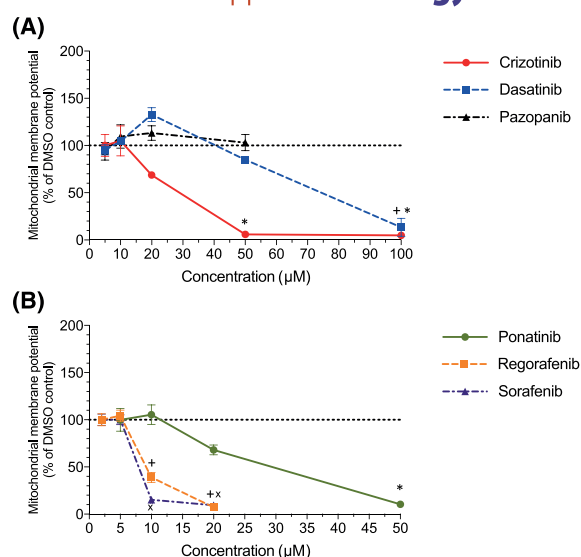 (A)
200
150
100
50
0
Mitochondrial membrane potential
(% of DMSO control)
*
+ *
0 10 20 30 40 50 60 70 80 90 100
Concentration (µM)
Crizotinib
Dasatinib
Pazopanib
(B)
200
150
100
50
0
Mitochondrial membrane potential
(% of DMSO control)
+
x
+x
*
0 5 10 15 20 25 30 35 40 45 50
Concentration (µM)
Ponatinib
Regorafenib
Sorafenib